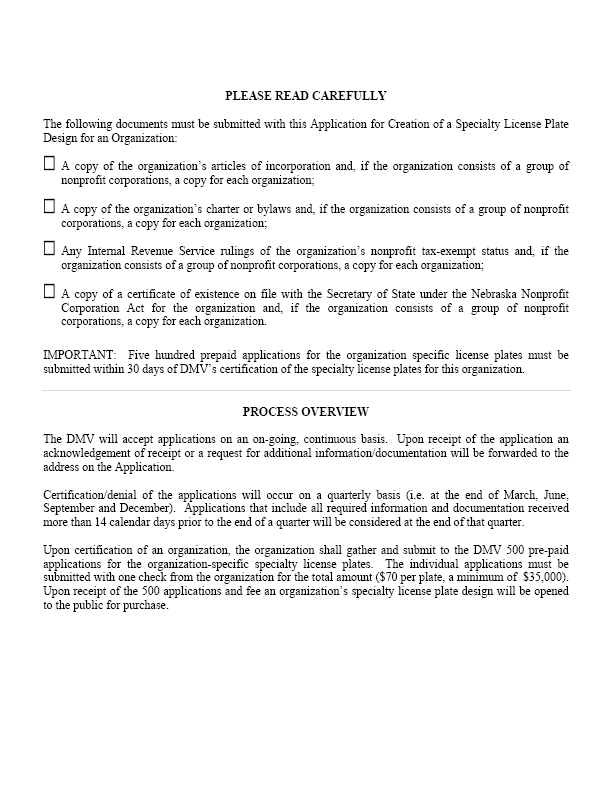 PLEASE READ CAREFULLY
The following documents must be submitted with this Application for Creation of a Specialty License Plate
Design for an Organization:
A copy of the organization's articles of incorporation and, if the organization consists of a group of
nonprofit corporations, a copy for each organization;
A copy of the organization's charter or bylaws and, if the organization consists of a group of nonprofit
corporations, a copy for each organization;
Any Internal Revenue Service rulings of the organization's nonprofit tax-exempt status and, if the
organization consists of a group of nonprofit corporations, a copy for each organization;
A copy of a certificate of existence on file with the Secretary of State under the Nebraska Nonprofit
Corporation Act for the organization and, if the organization consists of a group of nonprofit
corporations, a copy for each organization.
IMPORTANT: Five hundred prepaid applications for the organization specific license plates must be
submitted within 30 days of DMV's certification of the specialty license plates for this organization.
PROCESS OVERVIEW
The DMV will accept applications on an on-going, continuous basis. Upon receipt of the application an
acknowledgement of receipt or a request for additional information/documentation will be forwarded to the
address on the Application.
Certification/denial of the applications will occur on a quarterly basis (i.e. at the end of March, June,
September and December). Applications that include all required information and documentation received
more than 14 calendar days prior to the end of a quarter will be considered at the end of that quarter.
Upon certification of an organization, the organization shall gather and submit to the DMV 500 pre-paid
applications for the organization-specific specialty license plates. The individual applications must be
submitted with one check from the organization for the total amount ($70 per plate, a minimum of $35,000).
Upon receipt of the 500 applications and fee an organization's specialty license plate design will be opened
to the public for purchase.